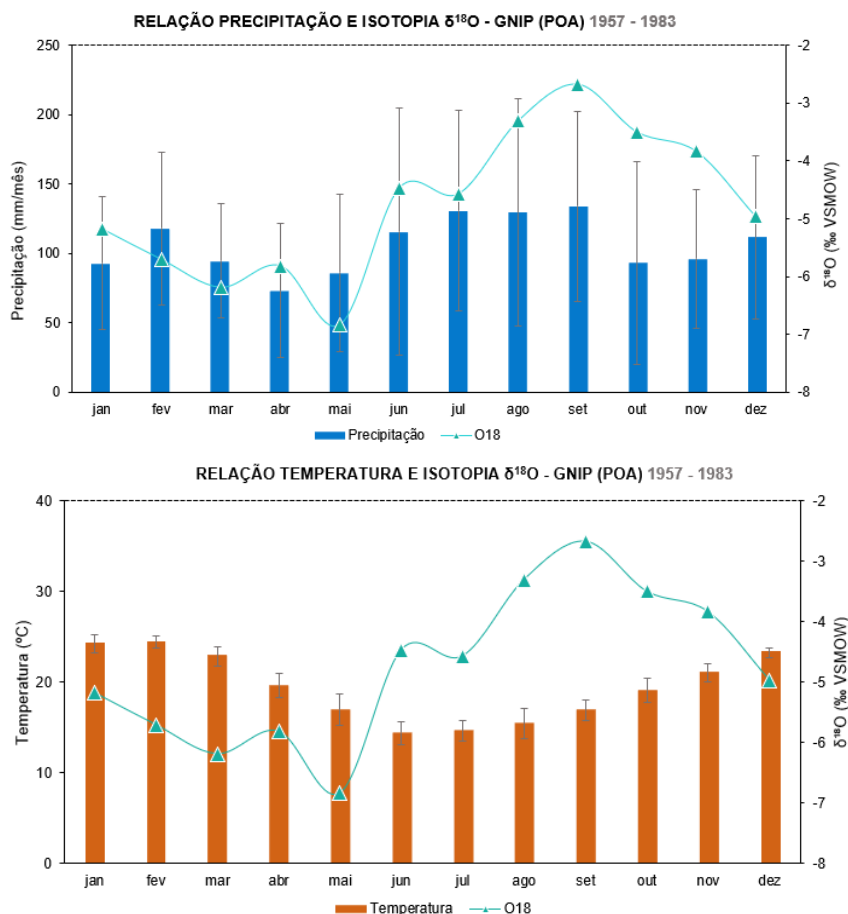 RELAÇÃO PRECIPITAÇÃO E ISOTOPIA δ¹⁸O - GNIP (POA) 1957 - 1983
250
200
150
100
50
0
Precipitação (mm/mês)
-2
-3
-4
-5
-6
-7
-8
δ¹⁸O (‰ VSMOW)
jan fev mar abr mai jun jul ago set out nov dez
Precipitação O18
RELAÇÃO TEMPERATURA E ISOTOPIA δ¹⁸O - GNIP (POA) 1957 - 1983
40
30
20
10
0
Temperatura (ºC)
-2
-3
-4
-5
-6
-7
-8
δ¹⁸O (‰ VSMOW)
jan fev mar abr mai jun jul ago set out nov dez
Temperatura O18